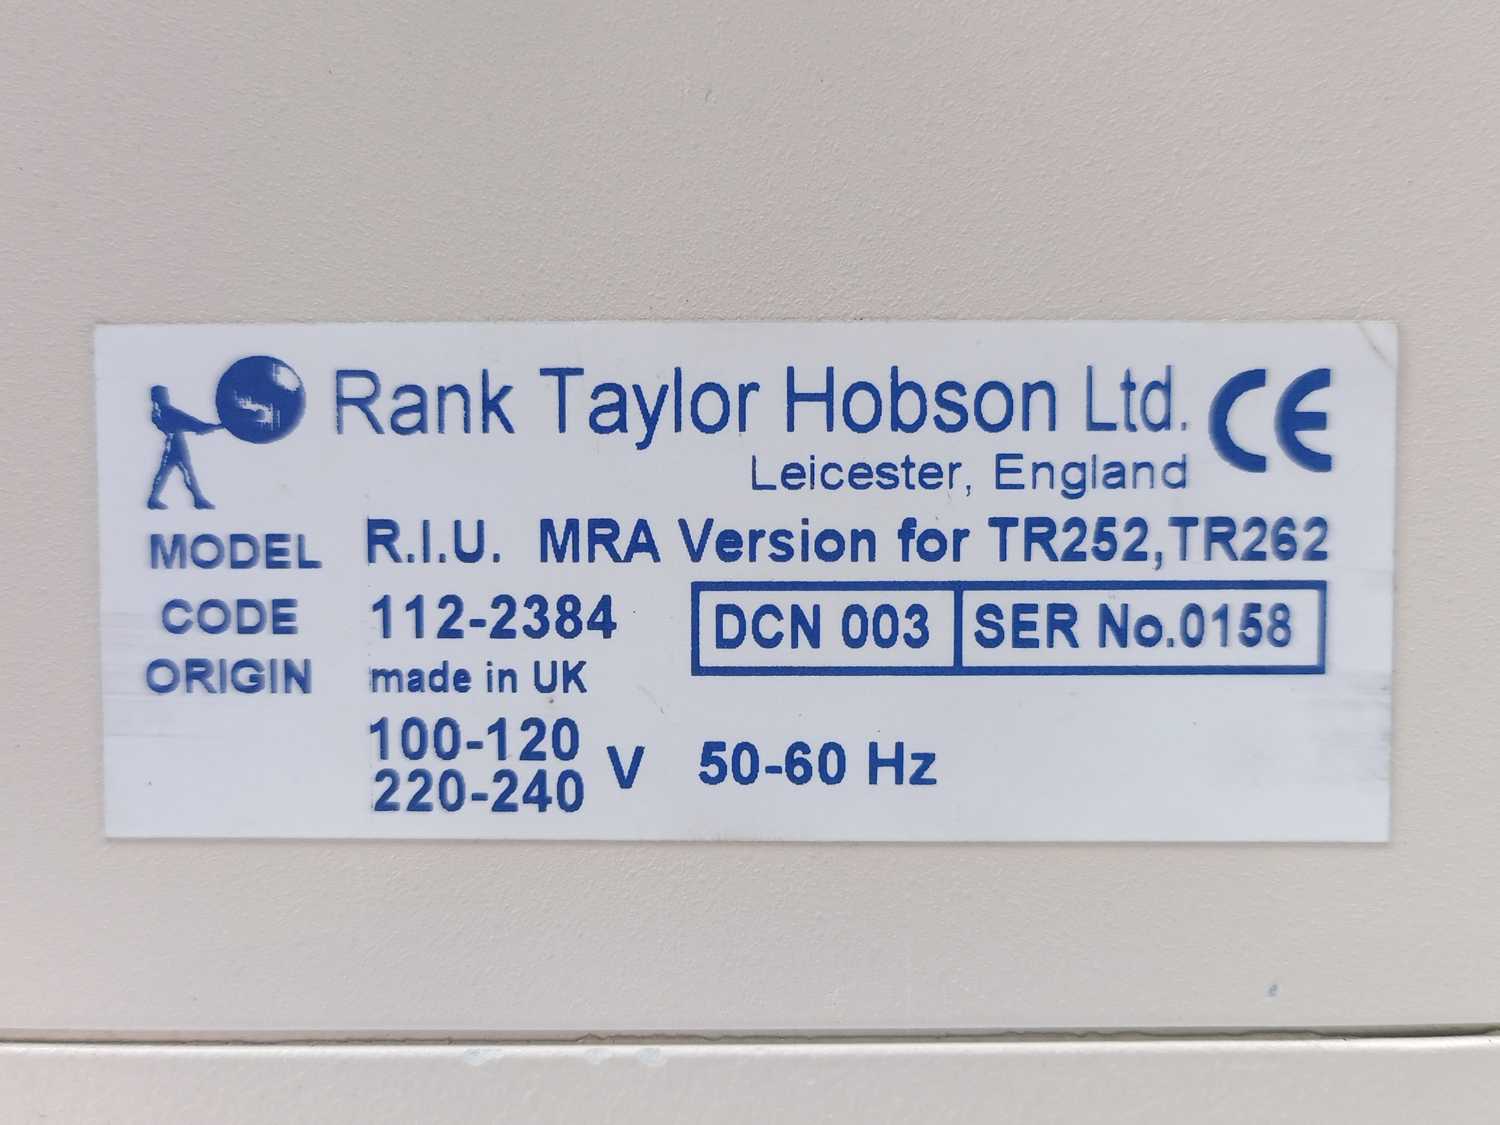 Rank Taylor Hobson Ltd. CE
Leicester, England
MODEL R.I.U. MRA Version for TR252,TR262
CODE 112-2384 DCN 003 SER No.0158
ORIGIN made in UK
100-120
220-240 V 50-60 Hz